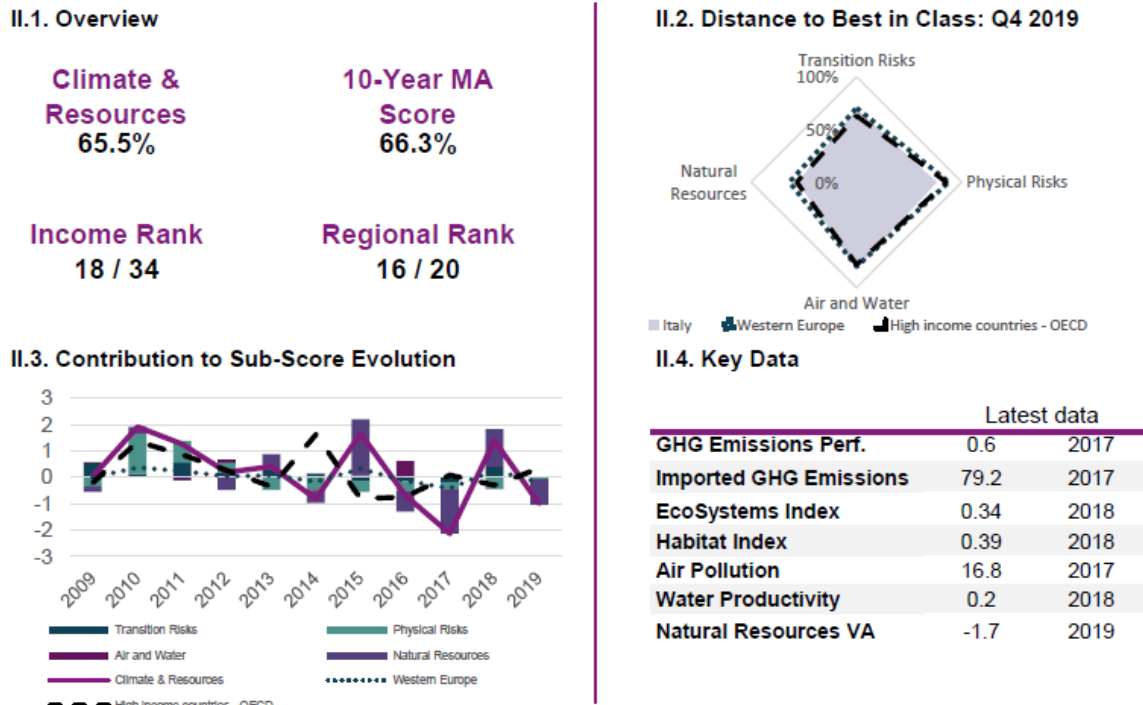 II.1. Overview
Climate &
Resources
65.5%
10-Year MA
Score
66.3%
Income Rank
18 / 34
Regional Rank
16 / 20
II.2. Distance to Best in Class: Q4 2019
Transition Risks
100%
50%
0%
Natural
Resources
Physical Risks
Air and Water
Italy
Western Europe
High income countries - OECD
II.3. Contribution to Sub-Score Evolution
3
2
1
0
-1
-2
-3
2009
2010
2011
2012
2013
2014
2015
2016
2017
2018
2019
Transition Risks
Physical Risks
Air and Water
Natural Resources
Climate & Resources
Western Europe
High income countries - OECD
II.4. Key Data
Latest data
GHG Emissions Perf. 0.6 2017
Imported GHG Emissions 79.2 2017
EcoSystems Index 0.34 2018
Habitat Index 0.39 2018
Air Pollution 16.8 2017
Water Productivity 0.2 2018
Natural Resources VA -1.7 2019